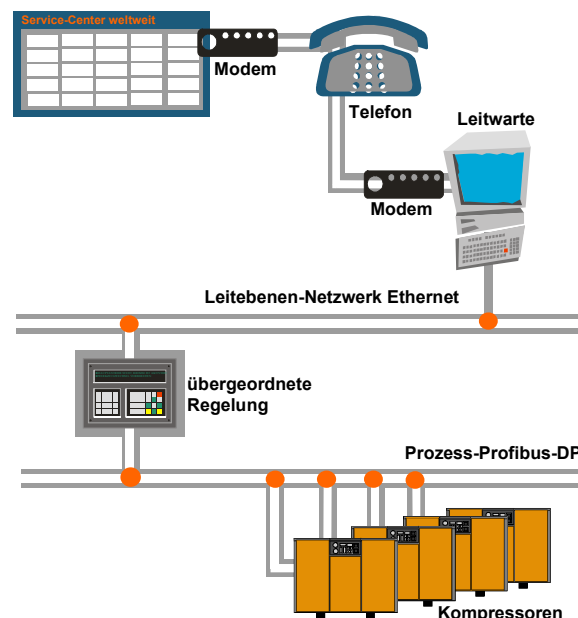 Service-Center weltweit
Modem
Telefon
Leitwarte
Modem
Leitebenen-Netzwerk Ethernet
übergeordnete
Regelung
Prozess-Profibus-DP
Kompressoren